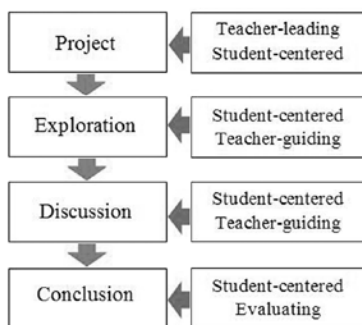 Project
Teacher-leading
Student-centered
Exploration
Student-centered
Teacher-guiding
Discussion
Student-centered
Teacher-guiding
Conclusion
Student-centered
Evaluating